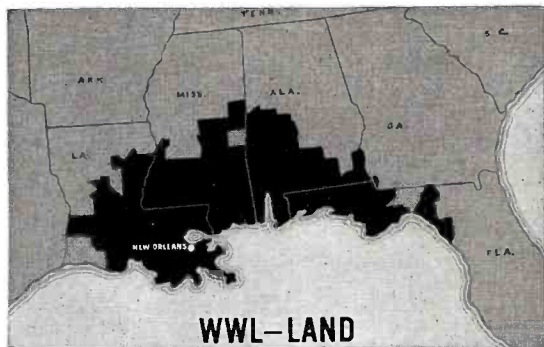 TENN.
S.C.
ARK
MISS.
ALA.
GA.
LA.
NEW ORLEANS
FLA.
WWL-LAND